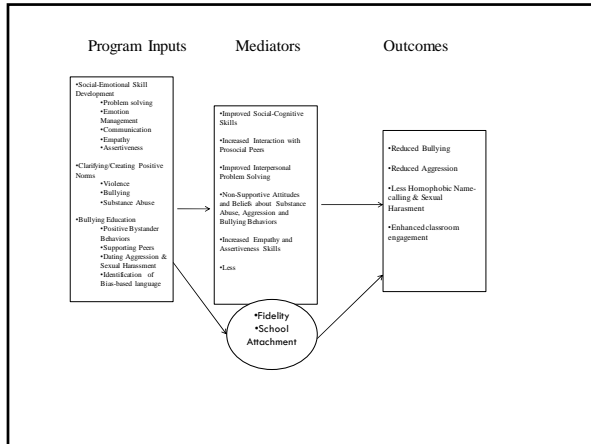 Program Inputs
Mediators
Outcomes
•Social-Emotional Skill
Development
•Problem solving
•Emotion
Management
•Communication
•Empathy
•Assertiveness
•Clarifying/Creating Positive
Norms
•Violence
•Bullying
•Substance Abuse
•Bullying Education
•Positive Bystander
Behaviors
•Supporting Peers
•Dating Aggression &
Sexual Harassment
•Identification of
Bias-based language
•Improved Social-Cognitive
Skills
•Increased Interaction with
Prosocial Peers
•Improved Interpersonal
Problem Solving
•Non-Supportive Attitudes
and Beliefs about Substance
Abuse, Aggression and
Bullying Behaviors
•Increased Empathy and
Assertiveness Skills
•Less
•Fidelity
•School
Attachment
•Reduced Bullying
•Reduced Aggression
•Less Homophobic Name-
calling & Sexual
Harasment
•Enhanced classroom
engagement